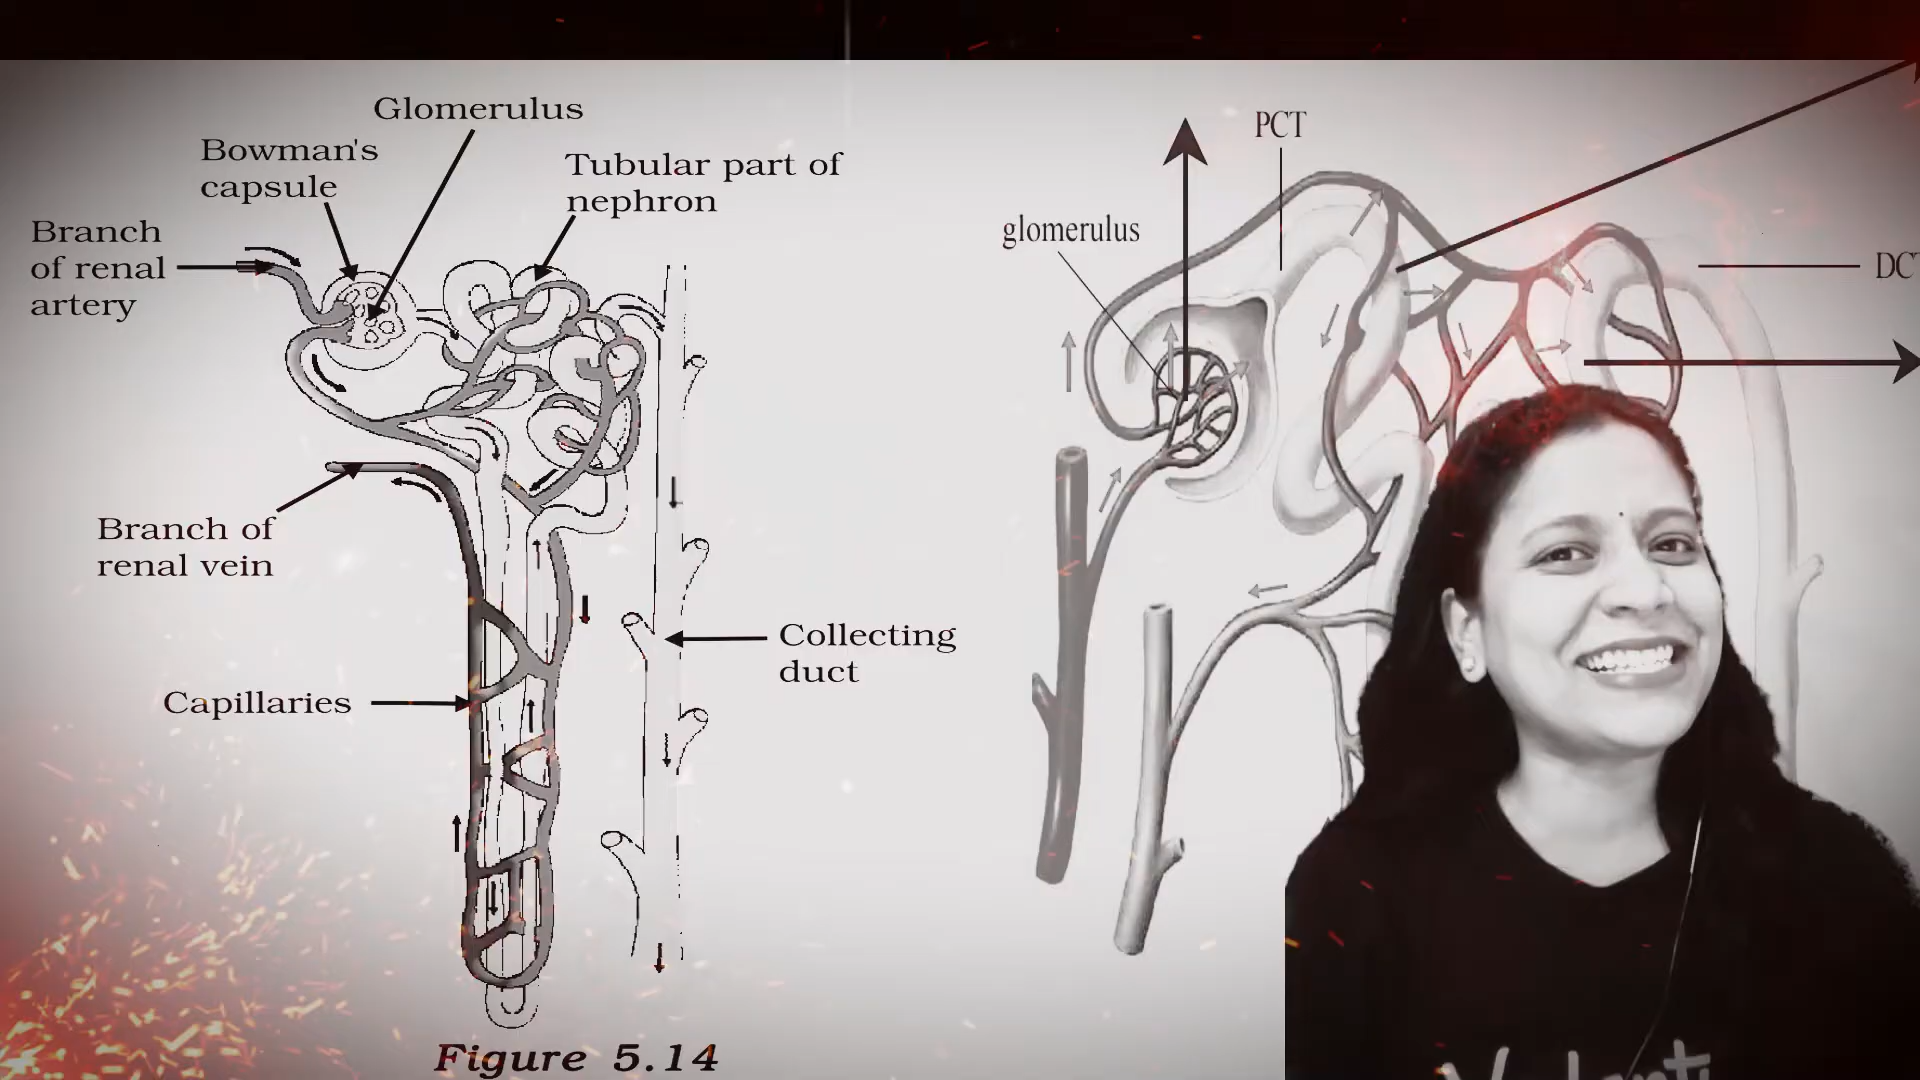 Glomerulus
Bowman's
capsule
Tubular part of
nephron
Branch
of renal
artery
Branch of
renal vein
Capillaries
Collecting
duct
Figure 5.14
PCT
glomerulus